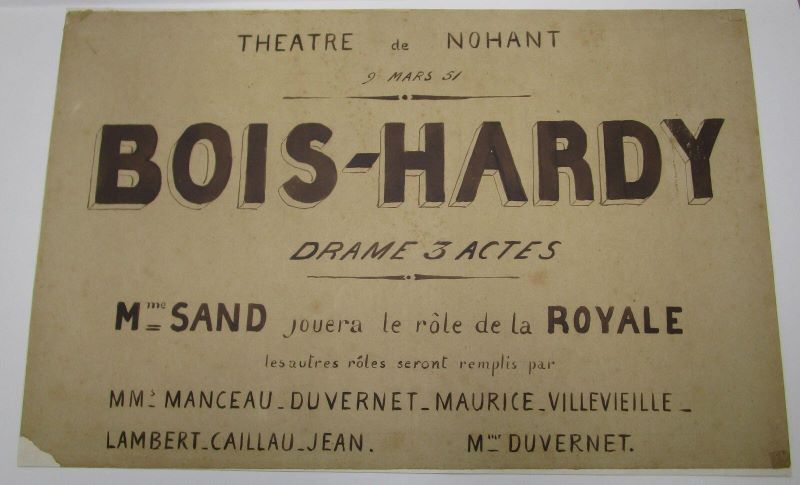 THEATRE de NOHANT
9 MARS 51
BOIS-HARDY
DRAME 3 ACTES
Mme SAND jouera le rôle de la ROYALE
les autres rôles seront remplis par
MMs MANCEAU_DUVERNET_MAURICE_VILLEVIEILLE_
LAMBERT_CAILLAU_JEAN. Mme DUVERNET.